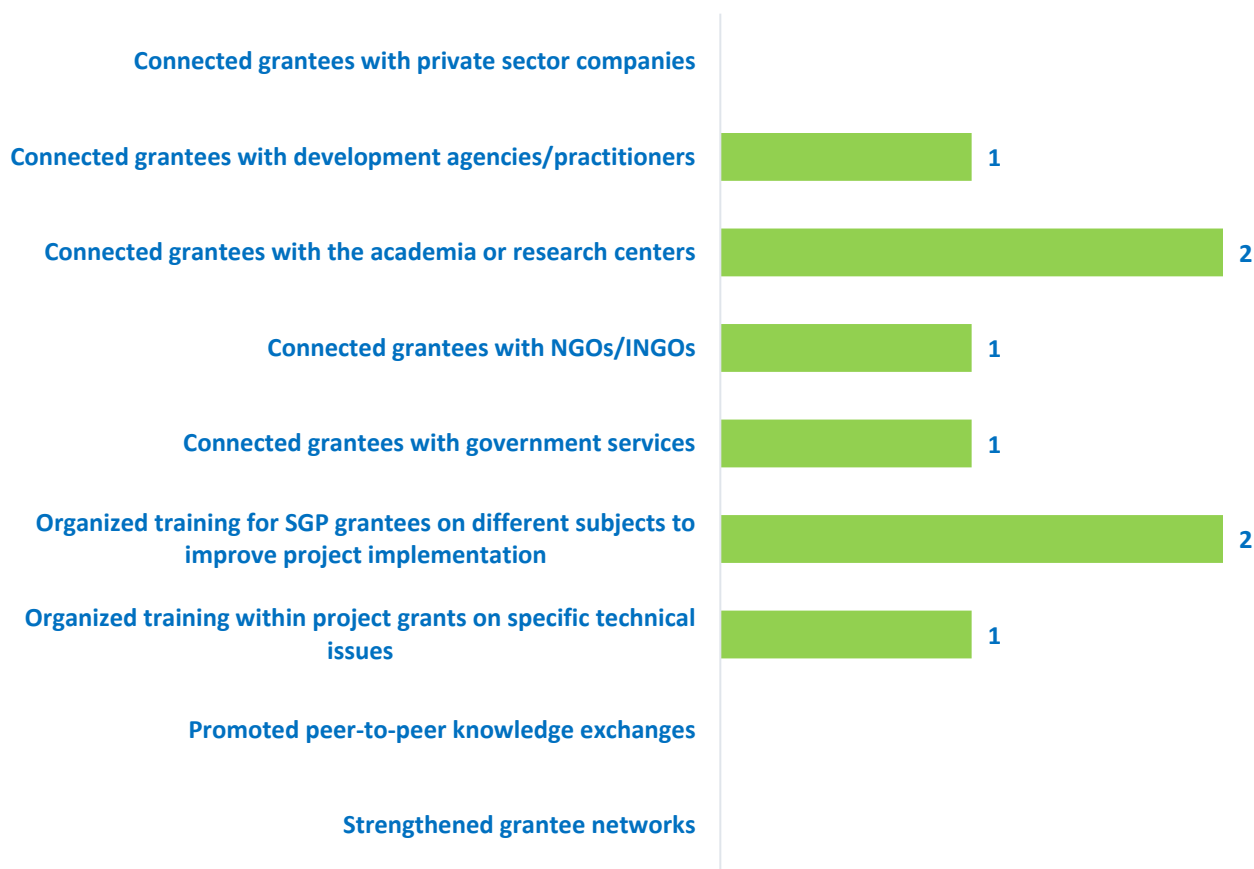 Connected grantees with private sector companies
Connected grantees with development agencies/practitioners
1
Connected grantees with the academia or research centers
2
Connected grantees with NGOs/INGOs
1
Connected grantees with government services
1
Organized training for SGP grantees on different subjects to
improve project implementation
2
Organized training within project grants on specific technical
issues
1
Promoted peer-to-peer knowledge exchanges
Strengthened grantee networks